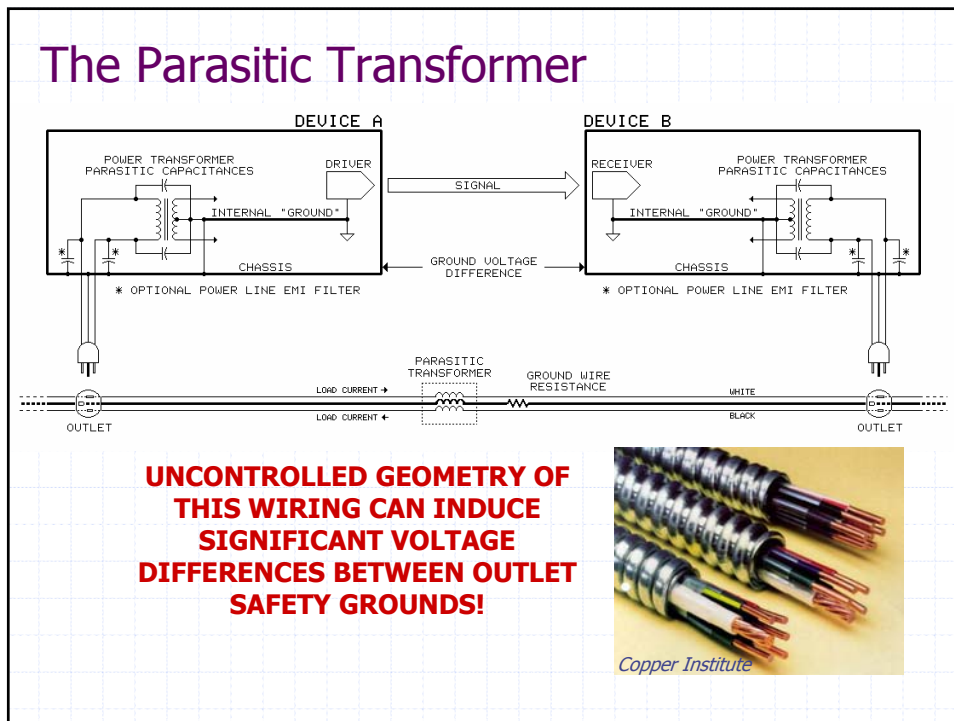 The Parasitic Transformer
DEVICE A
DEVICE B
POWER TRANSFORMER
PARASITIC CAPACITANCES
DRIVER
SIGNAL
RECEIVER
POWER TRANSFORMER
PARASITIC CAPACITANCES
INTERNAL "GROUND"
INTERNAL "GROUND"
*
*
CHASSIS
GROUND VOLTAGE
DIFFERENCE
CHASSIS
*
*
* OPTIONAL POWER LINE EMI FILTER
* OPTIONAL POWER LINE EMI FILTER
PARASITIC
TRANSFORMER
GROUND WIRE
RESISTANCE
LOAD CURRENT →
WHITE
LOAD CURRENT ←
BLACK
OUTLET
OUTLET
UNCONTROLLED GEOMETRY OF
THIS WIRING CAN INDUCE
SIGNIFICANT VOLTAGE
DIFFERENCES BETWEEN OUTLET
SAFETY GROUNDS!
Copper Institute